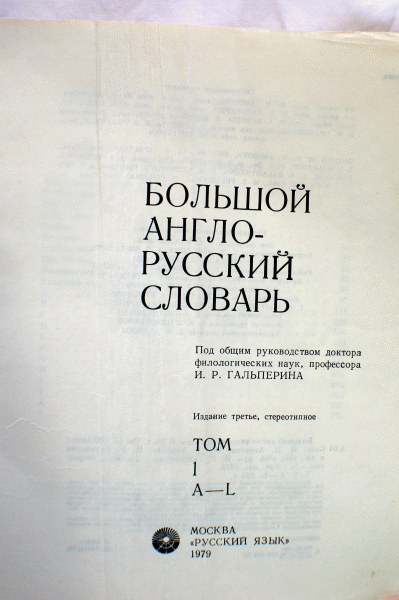 БОЛЬШОЙ
АНГЛО-
РУССКИЙ
СЛОВАРЬ
Под общим руководством доктора
филологических наук, профессора
И. Р. ГАЛЬПЕРИНА
Издание третье, стереотипное
ТОМ
1
A—L
МОСКВА
«РУССКИЙ ЯЗЫК»
1979